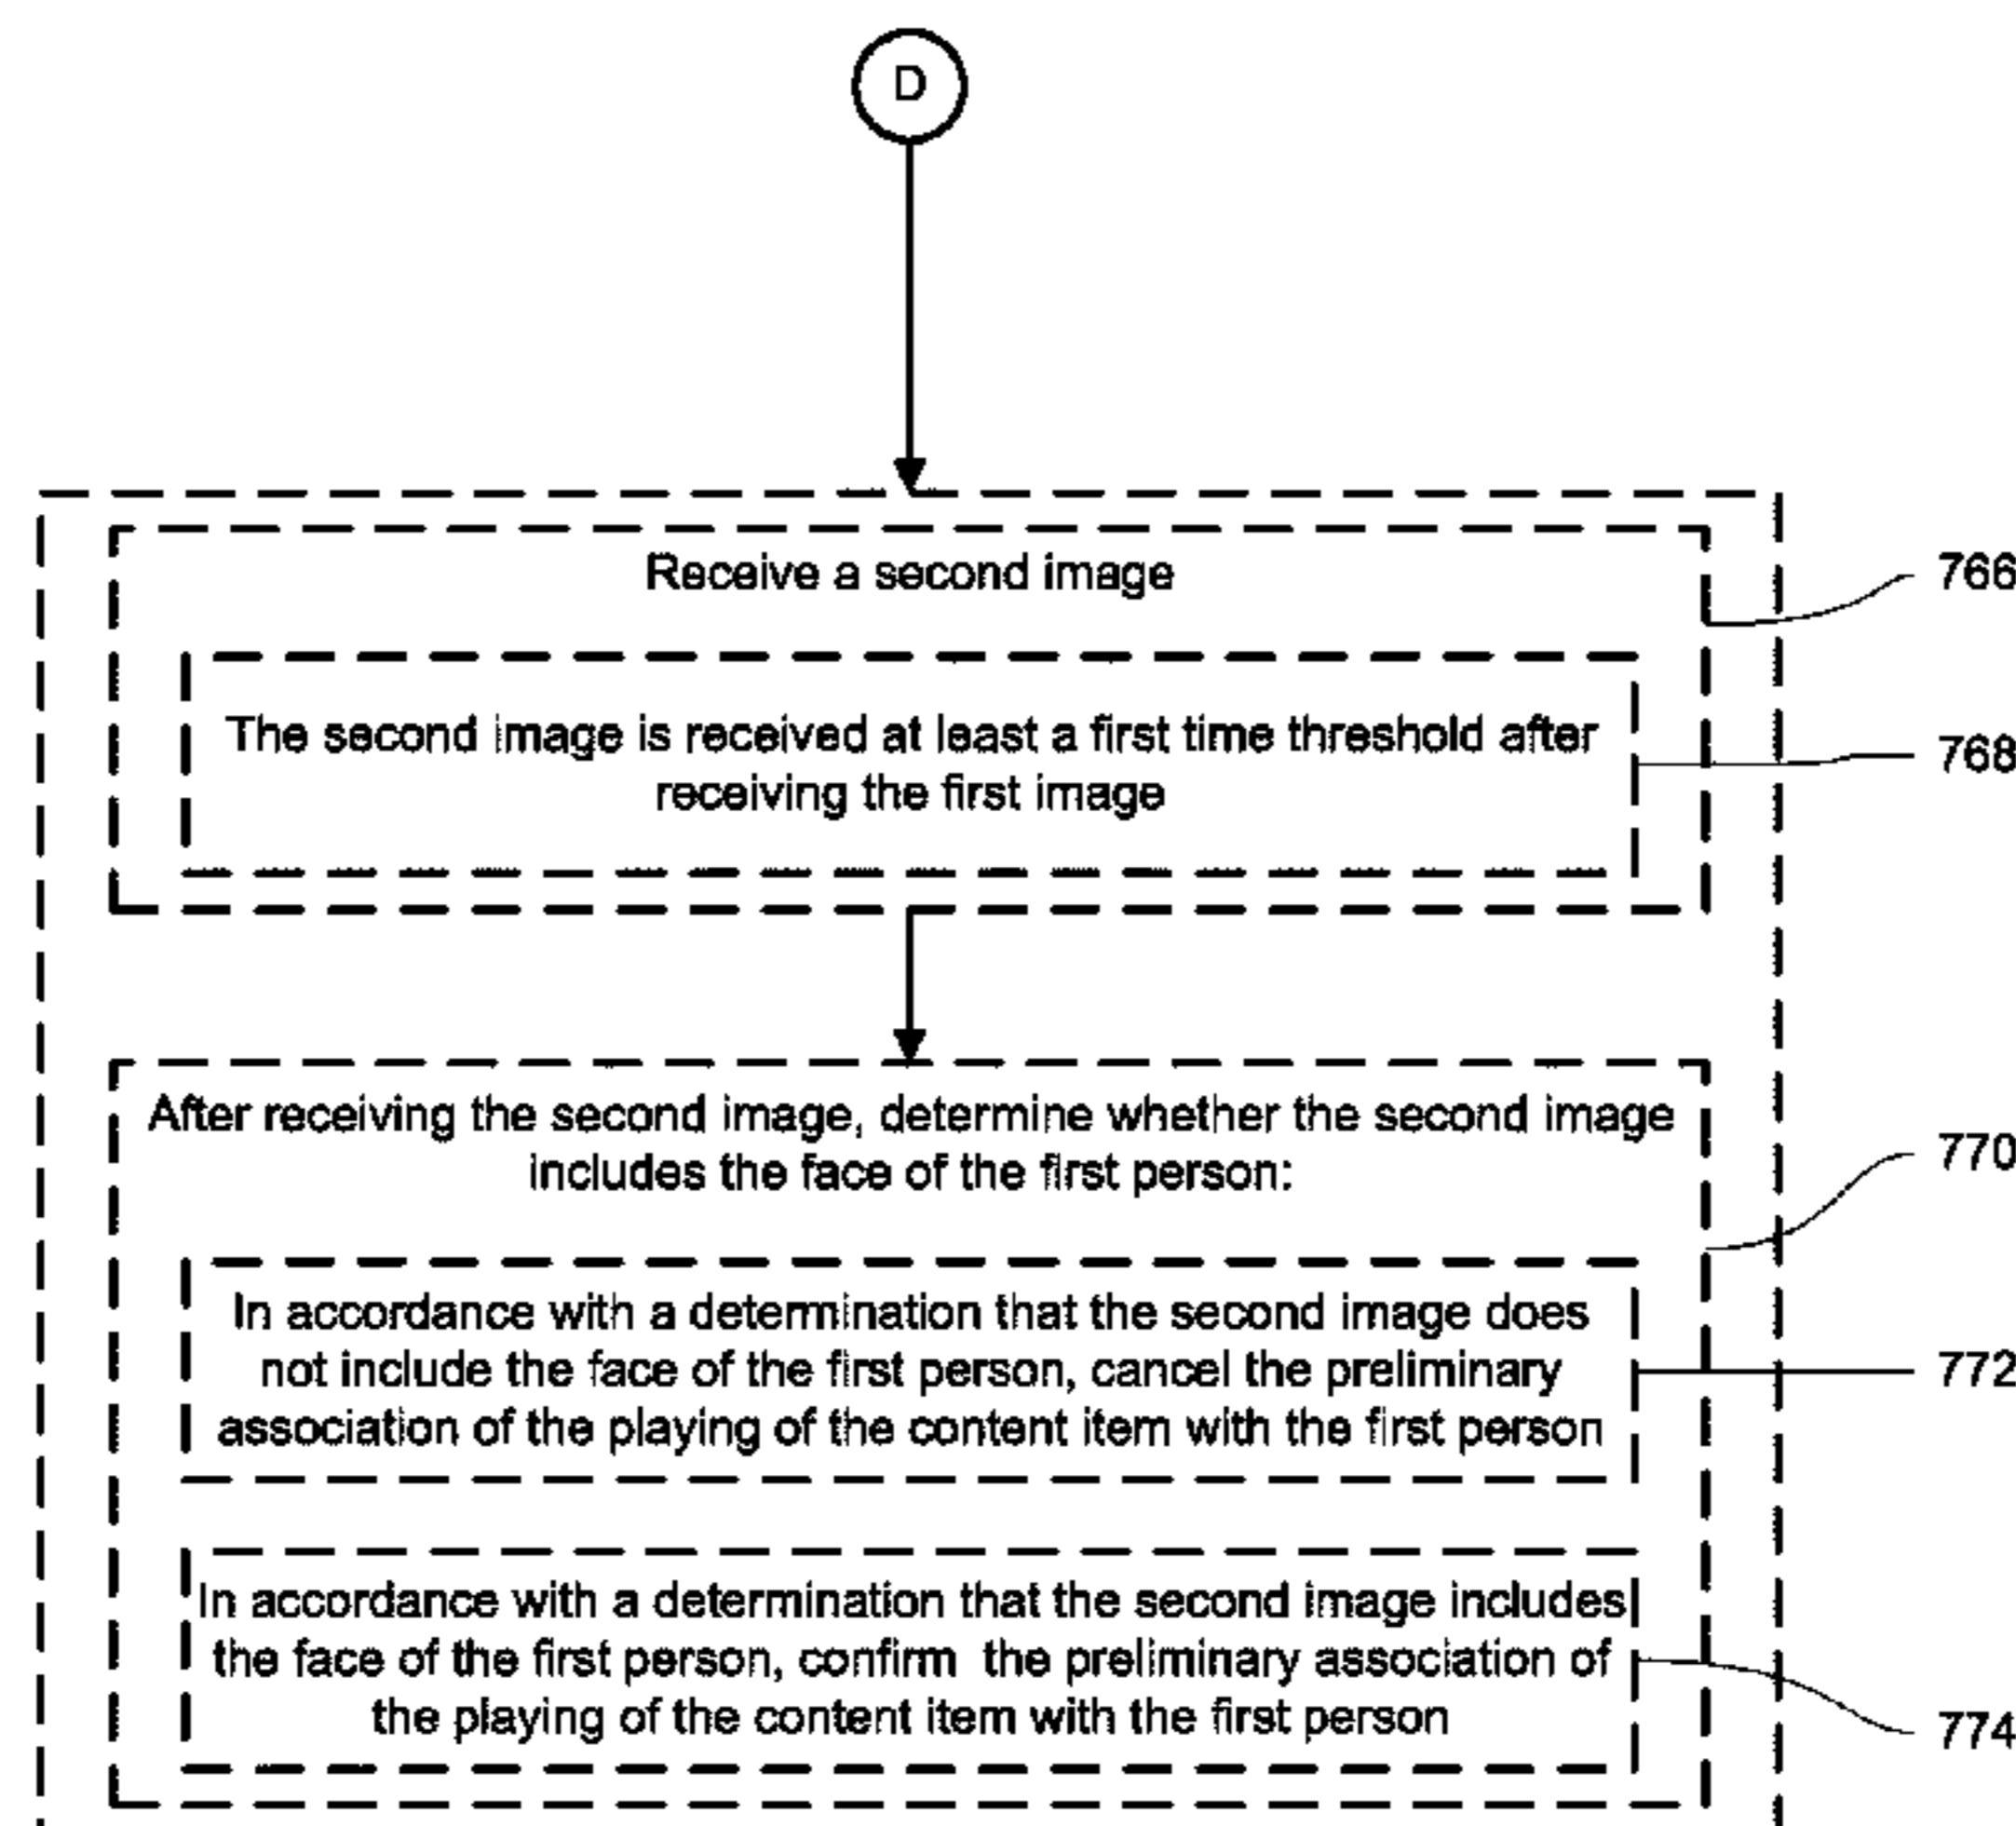 D
Receive a second image
766
The second image is received at least a first time threshold after
receiving the first image
768
After receiving the second image, determine whether the second image
includes the face of the first person:
770
In accordance with a determination that the second image does
not include the face of the first person, cancel the preliminary
association of the playing of the content item with the first person
772
In accordance with a determination that the second image includes
the face of the first person, confirm the preliminary association of
the playing of the content item with the first person
774